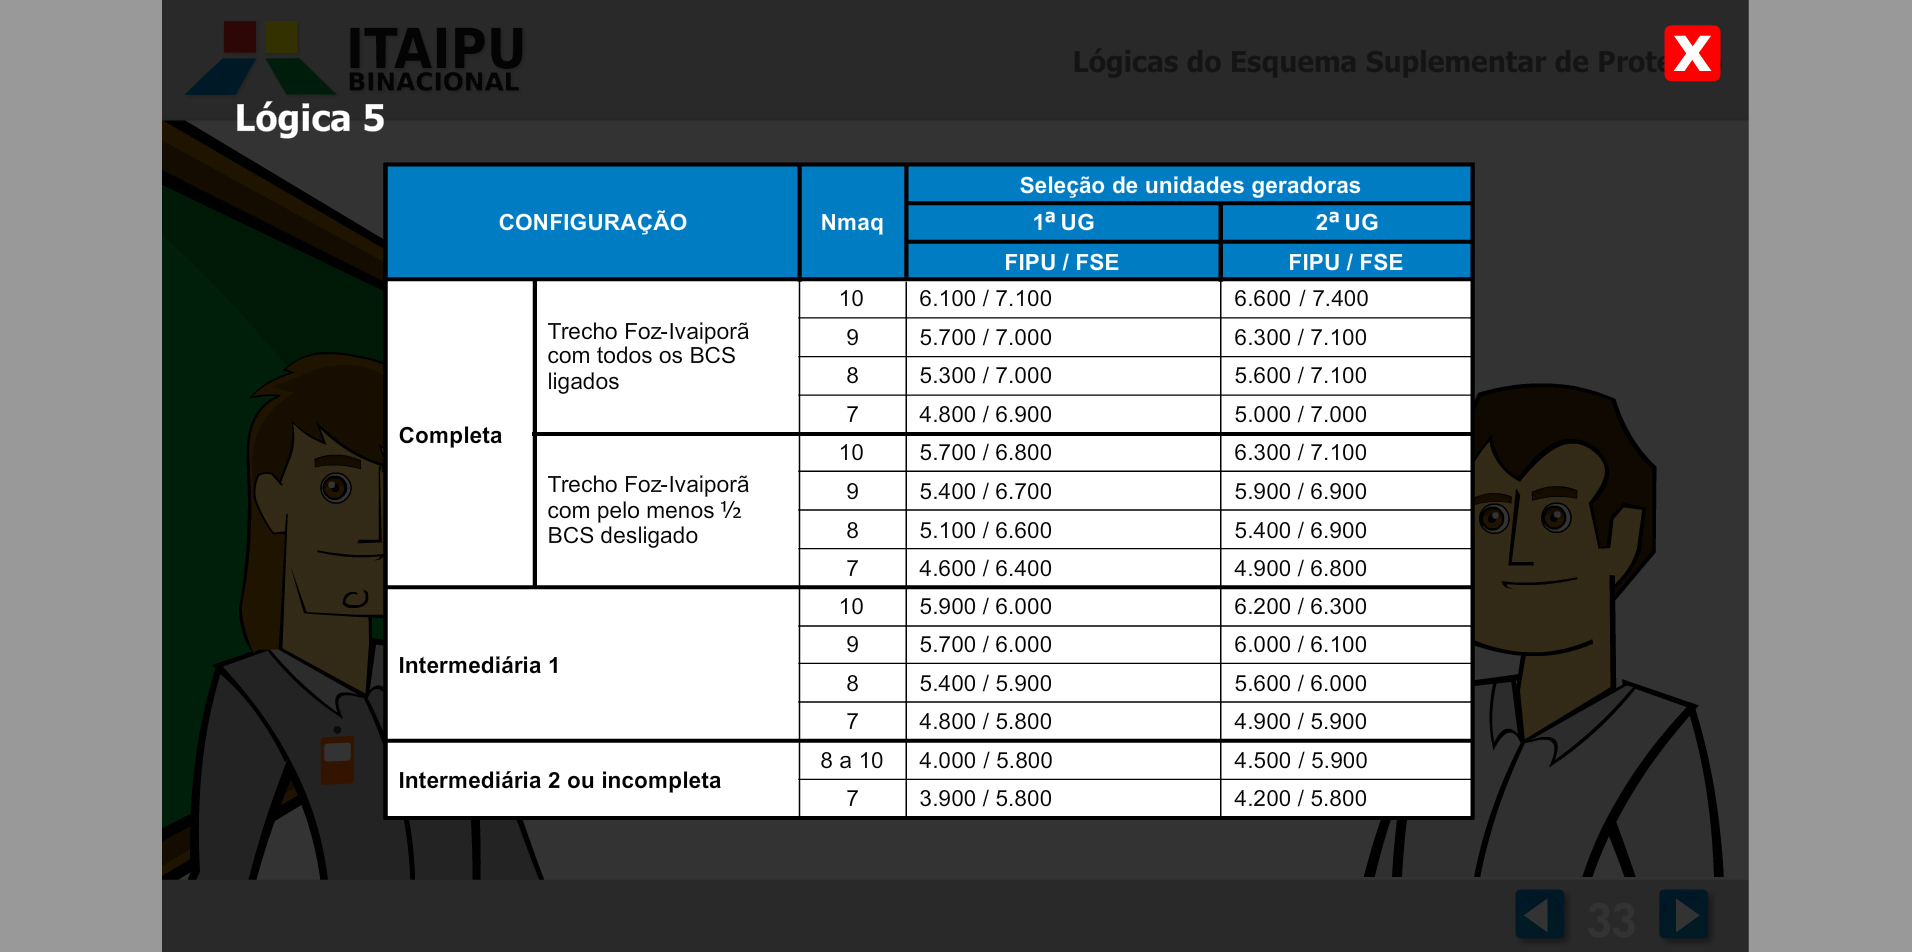 ITAIPU
BINACIONAL
Lógicas do Esquema Suplementar de
X
Lógica 5
CONFIGURAÇÃO
Nmaq
Seleção de unidades geradoras
1ª UG
2ª UG
FIPU / FSE
FIPU / FSE
Completa
Trecho Foz-Ivaiporã
com todos os BCS
ligados
10 6.100 / 7.100 6.600 / 7.400
9 5.700 / 7.000 6.300 / 7.100
8 5.300 / 7.000 5.600 / 7.100
7 4.800 / 6.900 5.000 / 7.000
Trecho Foz-Ivaiporã
com pelo menos ½
BCS desligado
10 5.700 / 6.800 6.300 / 7.100
9 5.400 / 6.700 5.900 / 6.900
8 5.100 / 6.600 5.400 / 6.900
7 4.600 / 6.400 4.900 / 6.800
Intermediária 1
10 5.900 / 6.000 6.200 / 6.300
9 5.700 / 6.000 6.000 / 6.100
8 5.400 / 5.900 5.600 / 6.000
7 4.800 / 5.800 4.900 / 5.900
Intermediária 2 ou incompleta
8 a 10 4.000 / 5.800 4.500 / 5.900
7 3.900 / 5.800 4.200 / 5.800
33